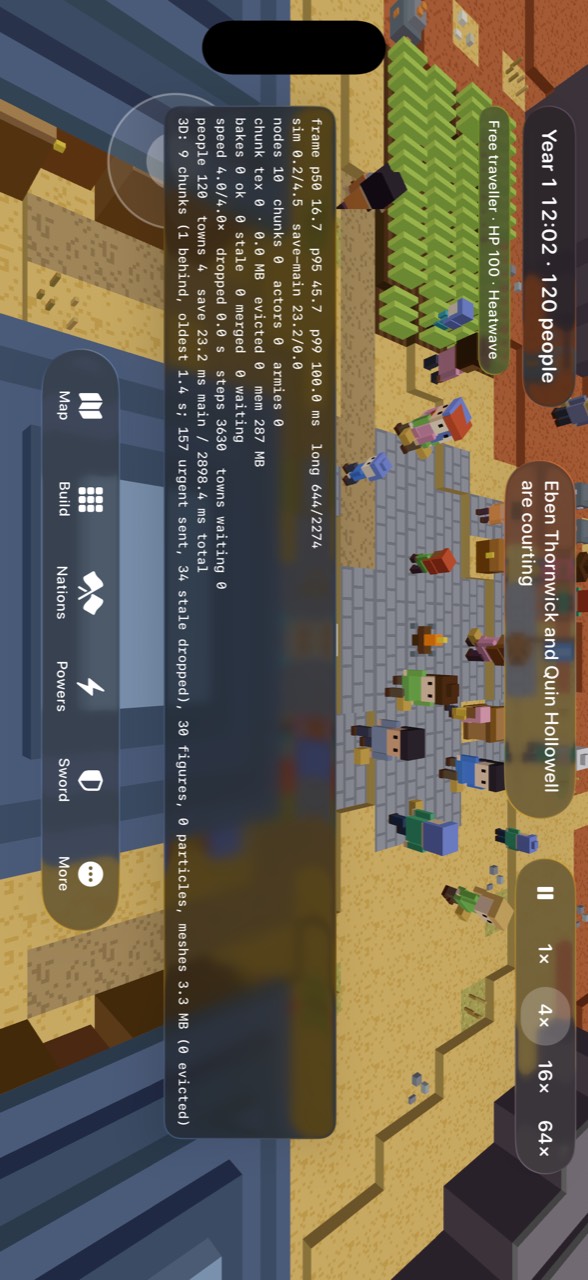 Year 1 12:02 · 120 people
Free traveller · HP 100 · Heatwave
Eben Thornwick and Quin Hollowell
are courting
1×
4×
16×
64×
frame p50 16.7 p95 45.7 p99 100.0 ms long 644/2274
sim 0.2/4.5 save-main 23.2/0.0
nodes 10 chunks 0 actors 0 armies 0
chunk tex 0 · 0.0 MB evicted 0 mem 287 MB
bakes 0 ok 0 stale 0 merged 0 waiting
speed 4.0/4.0× dropped 0.0 s steps 3630 towns waiting 0
people 120 towns 4 save 23.2 ms main / 2898.4 ms total
3D: 9 chunks (1 behind, oldest 1.4 s; 157 urgent sent, 34 stale dropped), 30 figures, 0 particles, meshes 3.3 MB (0 evicted)
Map
Build
Nations
Powers
Sword
More